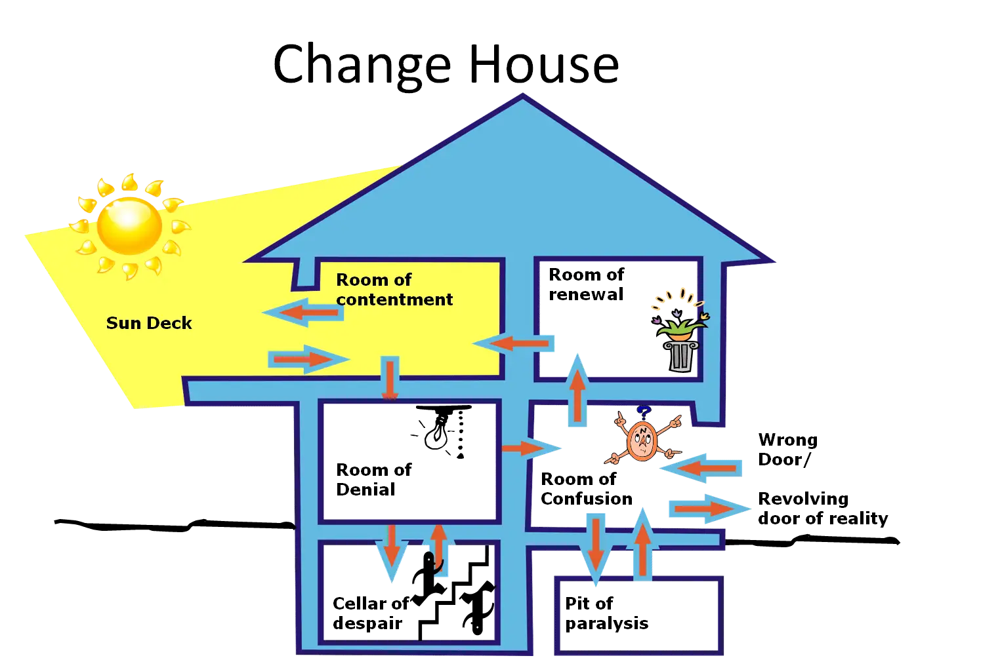 Change House
Room of
contentment
Room of
renewal
Sun Deck
?
N
Room of
Denial
Wrong
Door/
Room of
Confusion
Revolving
door of reality
Cellar of
despair
Pit of
paralysis